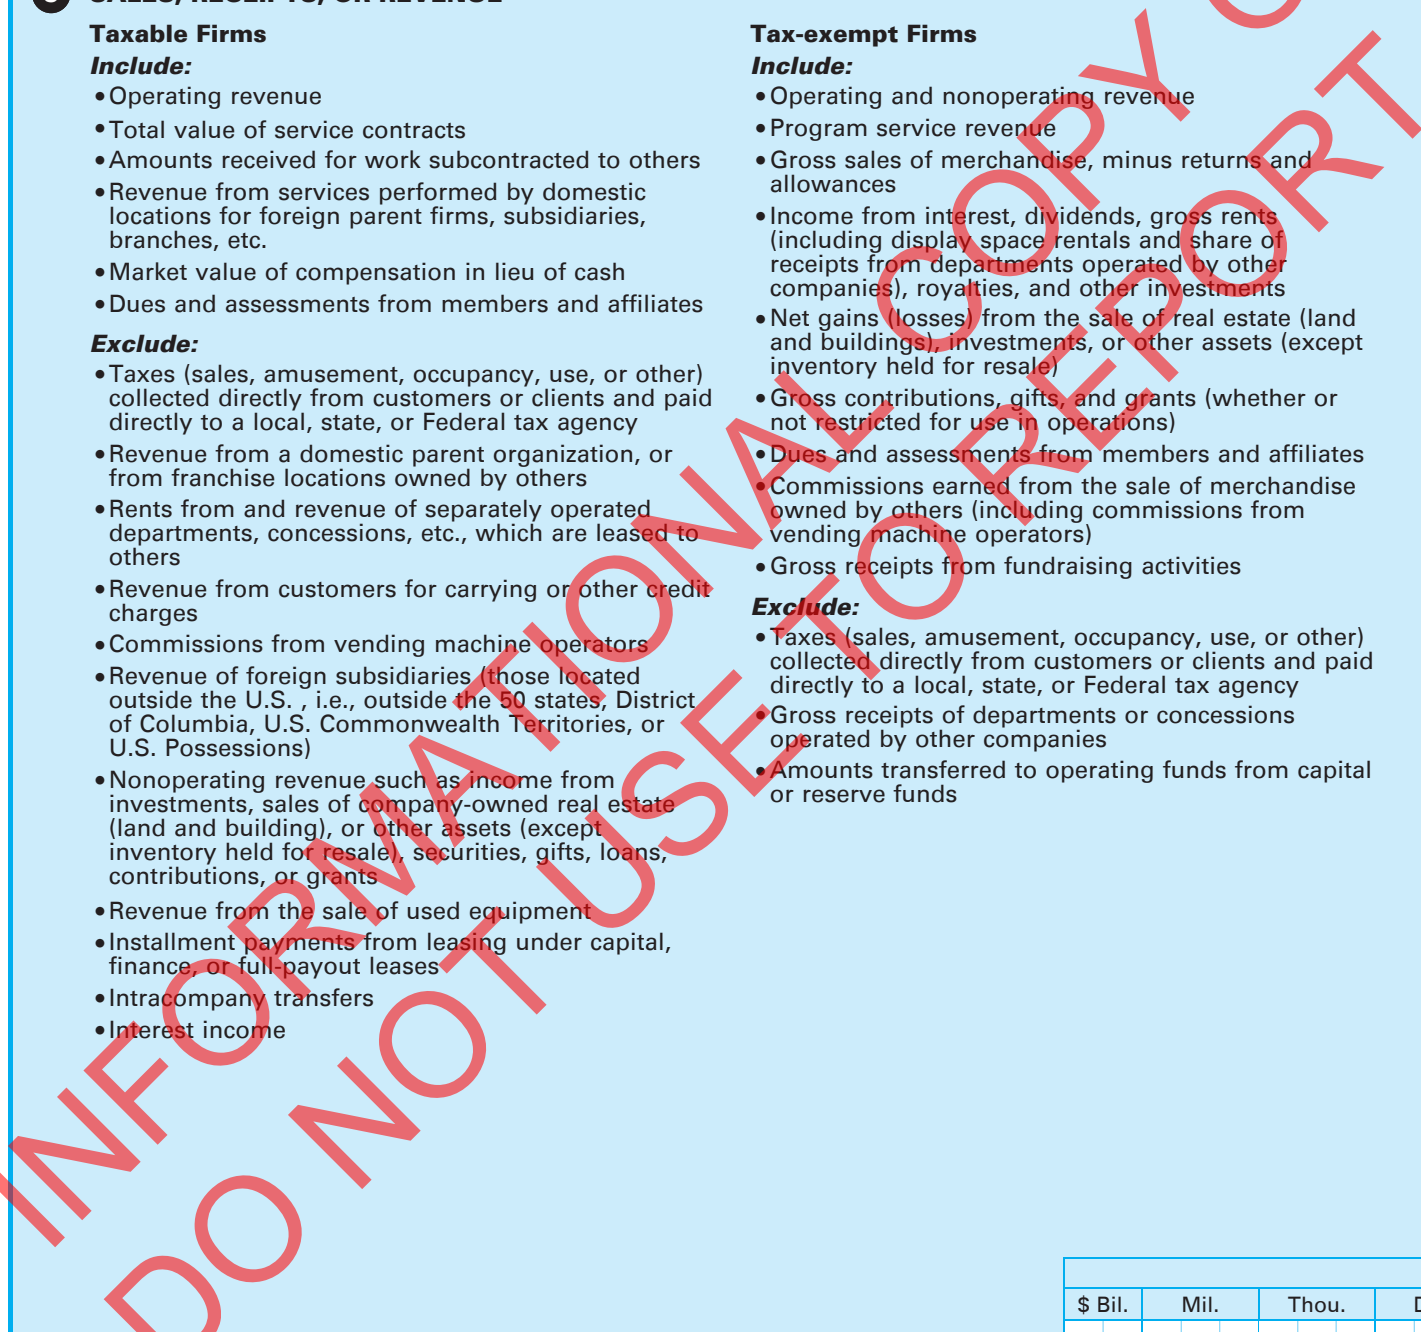 SALES, RECEIPTS, OR REVENUE
Taxable Firms
Include:
•Operating revenue
•Total value of service contracts
•Amounts received for work subcontracted to others
•Revenue from services performed by domestic
locations for foreign parent firms, subsidiaries,
branches, etc.
•Market value of compensation in lieu of cash
•Dues and assessments from members and affiliates
Exclude:
•Taxes (sales, amusement, occupancy, use, or other)
collected directly from customers or clients and paid
directly to a local, state, or Federal tax agency
•Revenue from a domestic parent organization, or
from franchise locations owned by others
•Rents from and revenue of separately operated
departments, concessions, etc., which are leased to
others
•Revenue from customers for carrying or other credit
charges
•Commissions from vending machine operators
•Revenue of foreign subsidiaries (those located
outside the U.S. , i.e., outside the 50 states, District
of Columbia, U.S. Commonwealth Territories, or
U.S. Possessions)
•Nonoperating revenue such as income from
investments, sales of company-owned real estate
(land and building), or other assets (except
inventory held for resale), securities, gifts, loans,
contributions, or grants
•Revenue from the sale of used equipment
•Installment payments from leasing under capital,
finance, or full-payout leases
•Intracompany transfers
•Interest income
Tax-exempt Firms
Include:
•Operating and nonoperating revenue
•Program service revenue
•Gross sales of merchandise, minus returns and
allowances
•Income from interest, dividends, gross rents
(including display space rentals and share of
receipts from departments operated by other
companies), royalties, and other investments
•Net gains (losses) from the sale of real estate (land
and buildings), investments, or other assets (except
inventory held for resale)
•Gross contributions, gifts, and grants (whether or
not restricted for use in operations)
•Dues and assessments from members and affiliates
•Commissions earned from the sale of merchandise
owned by others (including commissions from
vending machine operators)
•Gross receipts from fundraising activities
Exclude:
•Taxes (sales, amusement, occupancy, use, or other)
collected directly from customers or clients and paid
directly to a local, state, or Federal tax agency
•Gross receipts of departments or concessions
operated by other companies
•Amounts transferred to operating funds from capital
or reserve funds
$ Bil. Mil. Thou.
INFORMATIONAL COPY
DO NOT USE TO REPORT